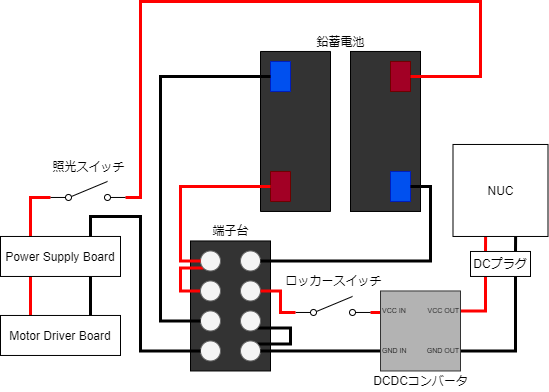 鉛蓄電池
照光スイッチ
NUC
端子台
Power Supply Board
DCプラグ
ロッカースイッチ
VCC IN
VCC OUT
Motor Driver Board
GND IN
GND OUT
DCDCコンバータ